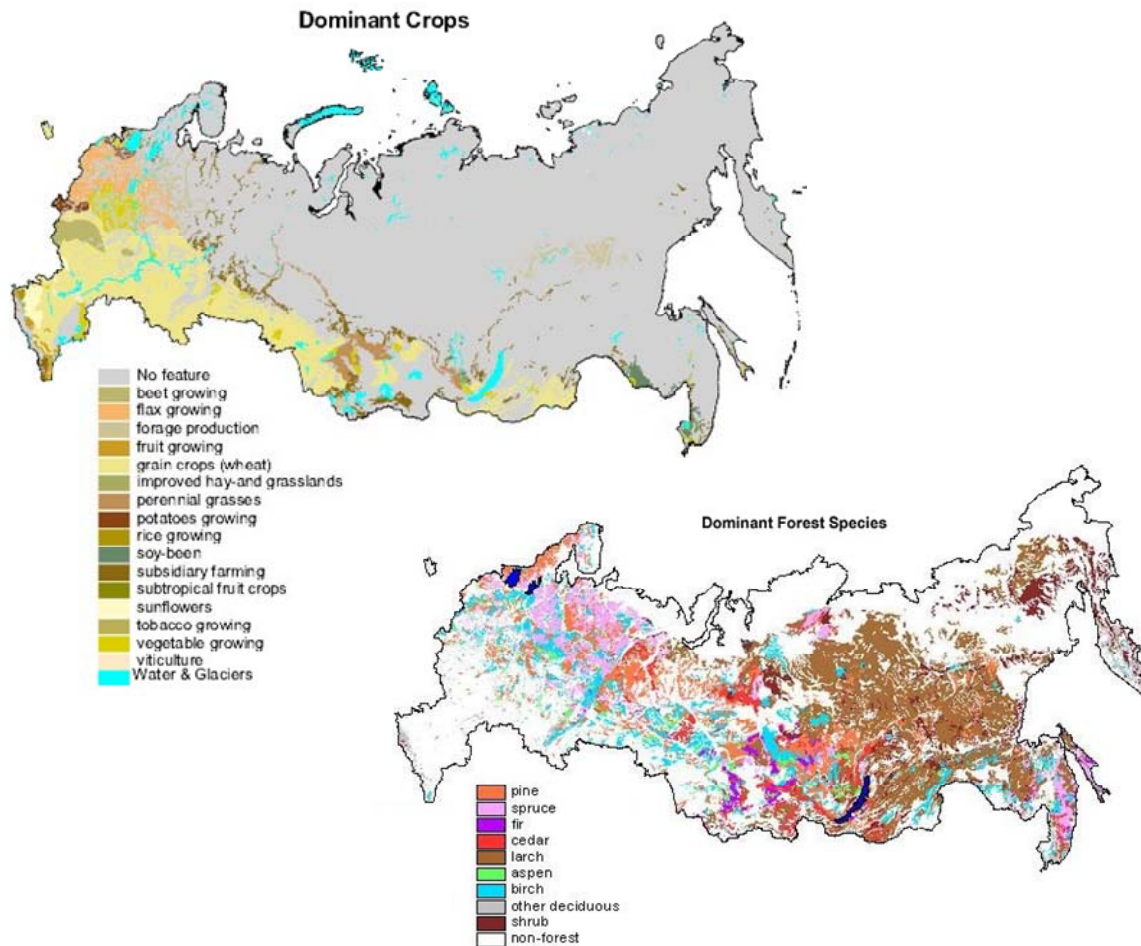 Dominant Crops
No feature
beet growing
flax growing
forage production
fruit growing
grain crops (wheat)
improved hay-and grasslands
perennial grasses
potatoes growing
rice growing
soy-been
subsidiary farming
subtropical fruit crops
sunflowers
tobacco growing
vegetable growing
viticulture
Water & Glaciers
Dominant Forest Species
pine
spruce
fir
cedar
larch
aspen
birch
other deciduous
shrub
non-forest